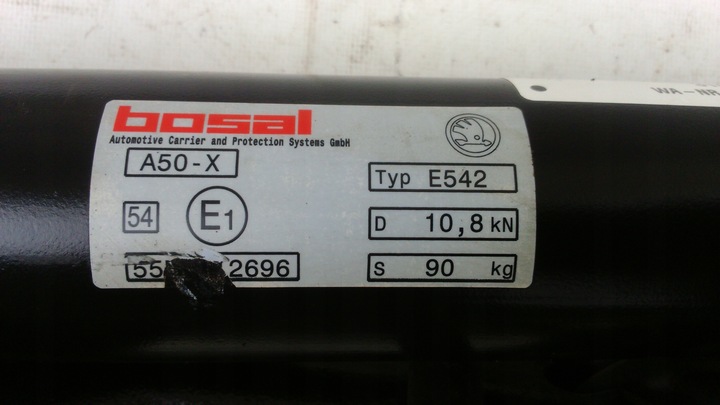 bosal
Automotive Carrier and Protection Systems GmbH
A50-X
Typ E542
54
E1
D 10,8 kN
S 90 kg